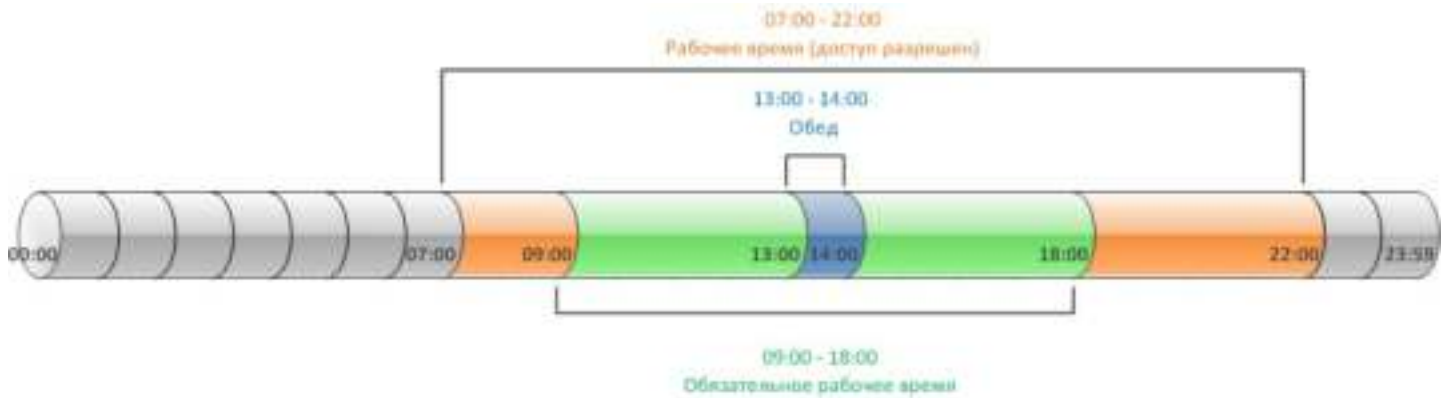 07:00 - 22:00
Рабочее время (доступ разрешен)
13:00 - 14:00
Обед
00:00 07:00 09:00 13:00 14:00 18:00 22:00 23:59
09:00 - 18:00
Обязательное рабочее время